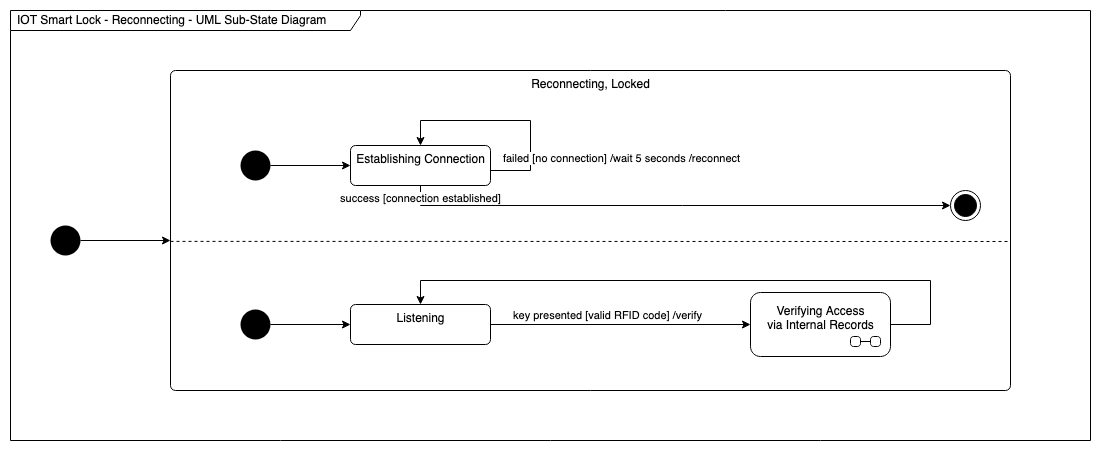 IOT Smart Lock - Reconnecting - UML Sub-State Diagram
Reconnecting, Locked
Establishing Connection
failed [no connection] /wait 5 seconds /reconnect
success [connection established]
Listening
key presented [valid RFID code] /verify
Verifying Access
via Internal Records